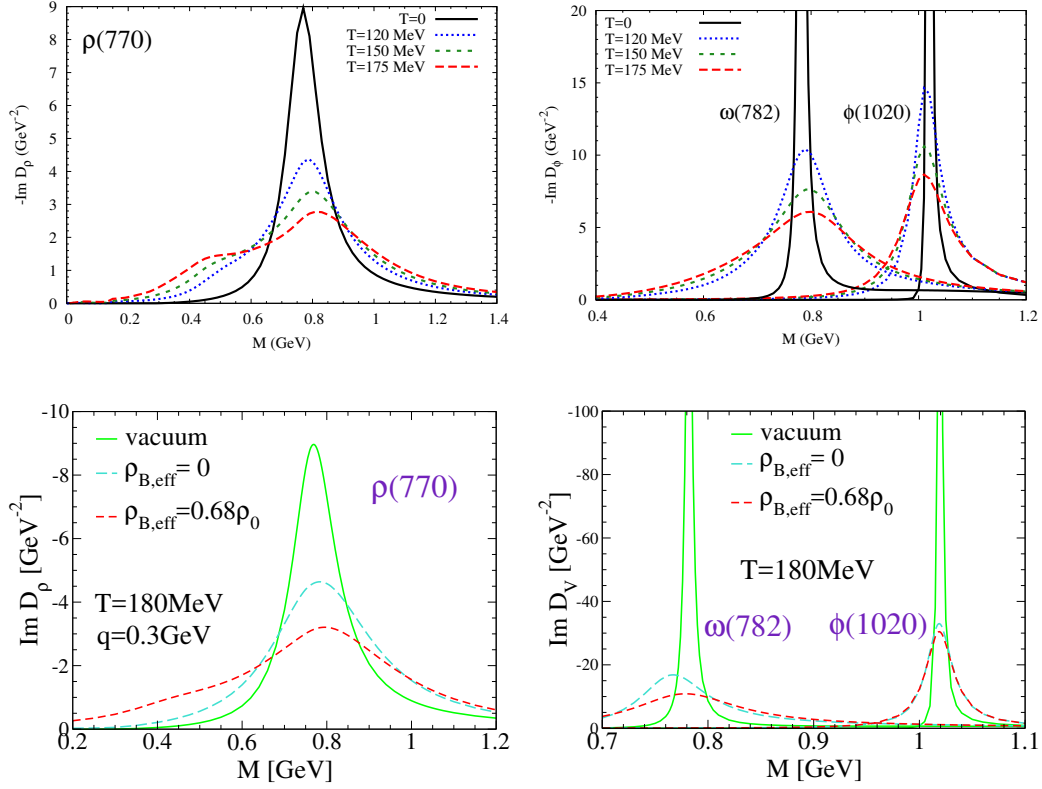 ρ(770)
T=0
T=120 MeV
T=150 MeV
T=175 MeV
-Im D_ρ (GeV⁻²)
9
8
7
6
5
4
3
2
1
0
0 0.2 0.4 0.6 0.8 1 1.2 1.4
M (GeV)
T=0
T=120 MeV
T=150 MeV
T=175 MeV
ω(782) ϕ(1020)
-Im D_ϕ (GeV⁻²)
20
15
10
5
0
0.4 0.6 0.8 1 1.2
M (GeV)
vacuum
ρ_B,eff= 0
ρ_B,eff=0.68ρ_0
ρ(770)
T=180MeV
q=0.3GeV
Im D_ρ [GeV⁻²]
-10
-8
-6
-4
-2
0
0.2 0.4 0.6 0.8 1 1.2
M [GeV]
vacuum
ρ_B,eff= 0
ρ_B,eff=0.68ρ_0
T=180MeV
ω(782) ϕ(1020)
Im D_V [GeV⁻²]
-100
-80
-60
-40
-20
0
0.7 0.8 0.9 1 1.1
M [GeV]